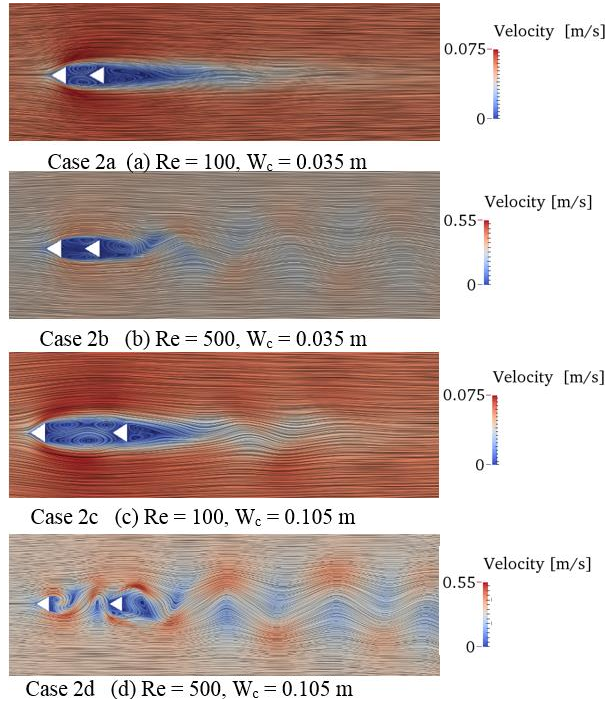 Velocity [m/s]
0.075
0
Case 2a (a) Re = 100, Wc = 0.035 m
Velocity [m/s]
0.55
0
Case 2b (b) Re = 500, Wc = 0.035 m
Velocity [m/s]
0.075
0
Case 2c (c) Re = 100, Wc = 0.105 m
Velocity [m/s]
0.55
0
Case 2d (d) Re = 500, Wc = 0.105 m